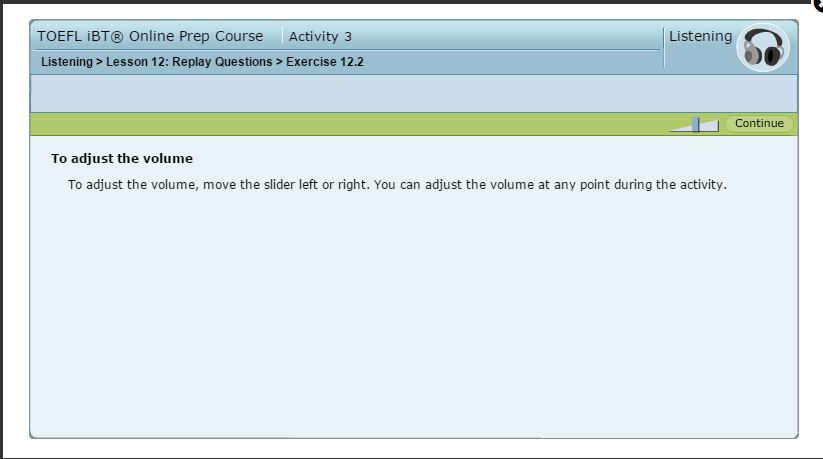 TOEFL iBT® Online Prep Course Activity 3 Listening
Listening > Lesson 12: Replay Questions > Exercise 12.2
Continue
To adjust the volume
To adjust the volume, move the slider left or right. You can adjust the volume at any point during the activity.